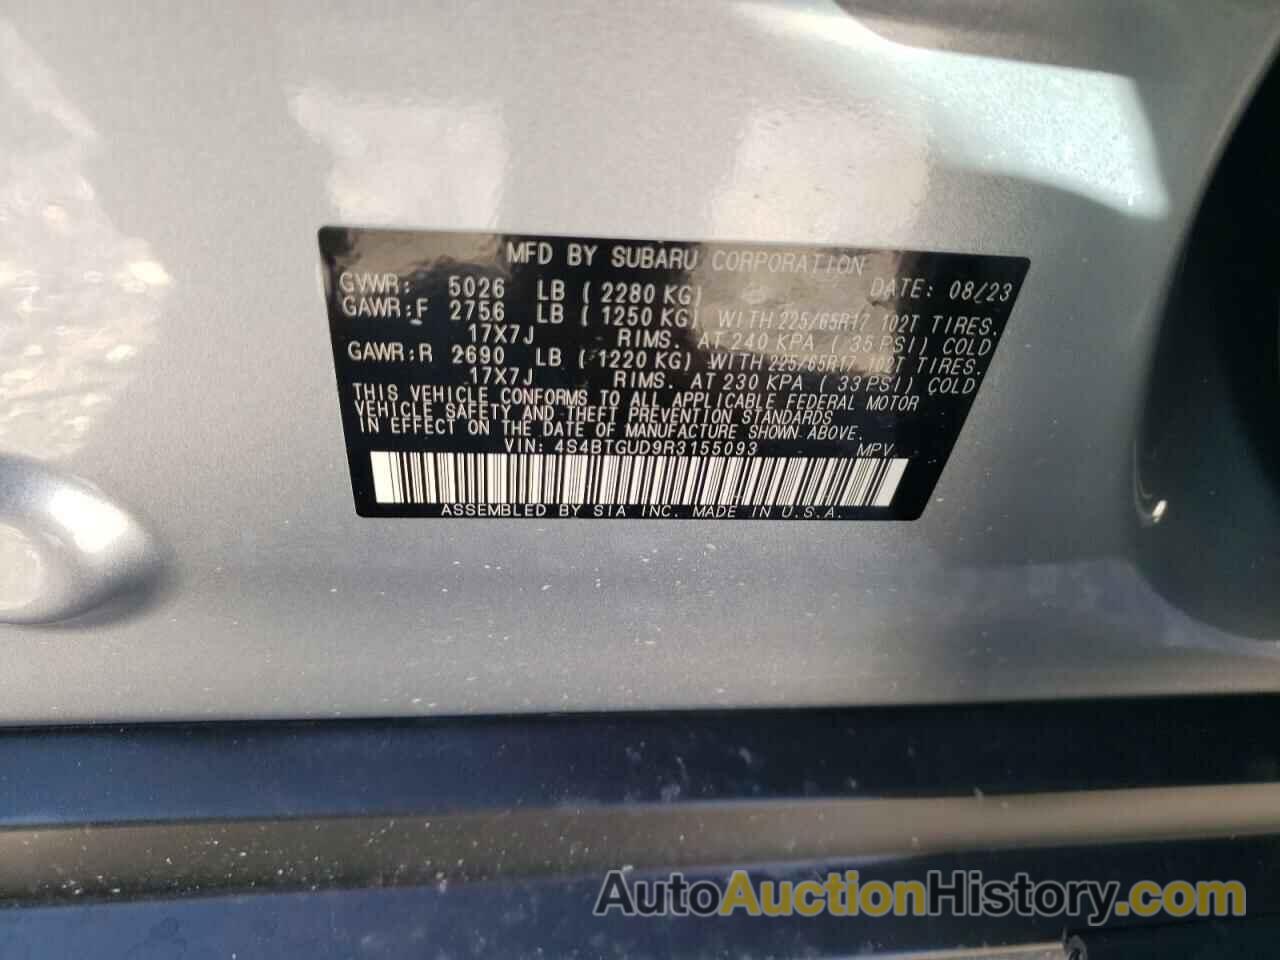 MFD BY SUBARU CORPORATION
GVWR: 5026 LB ( 2280 KG) DATE: 08/23
GAWR:F 2756 LB ( 1250 KG) WITH 225/65R17 102T TIRES.
17X7J RIMS. AT 240 KPA ( 35 PSI) COLD
GAWR:R 2690 LB ( 1220 KG) WITH 225/65R17 102T TIRES.
17X7J RIMS. AT 230 KPA ( 33 PSI) COLD
THIS VEHICLE CONFORMS TO ALL APPLICABLE FEDERAL MOTOR
VEHICLE SAFETY AND THEFT PREVENTION STANDARDS
IN EFFECT ON THE DATE OF MANUFACTURE SHOWN ABOVE.
VIN: 4S4BTGUD9R3155093 MPV
ASSEMBLED BY SIA INC. MADE IN U.S.A.
AutoAuctionHistory.com